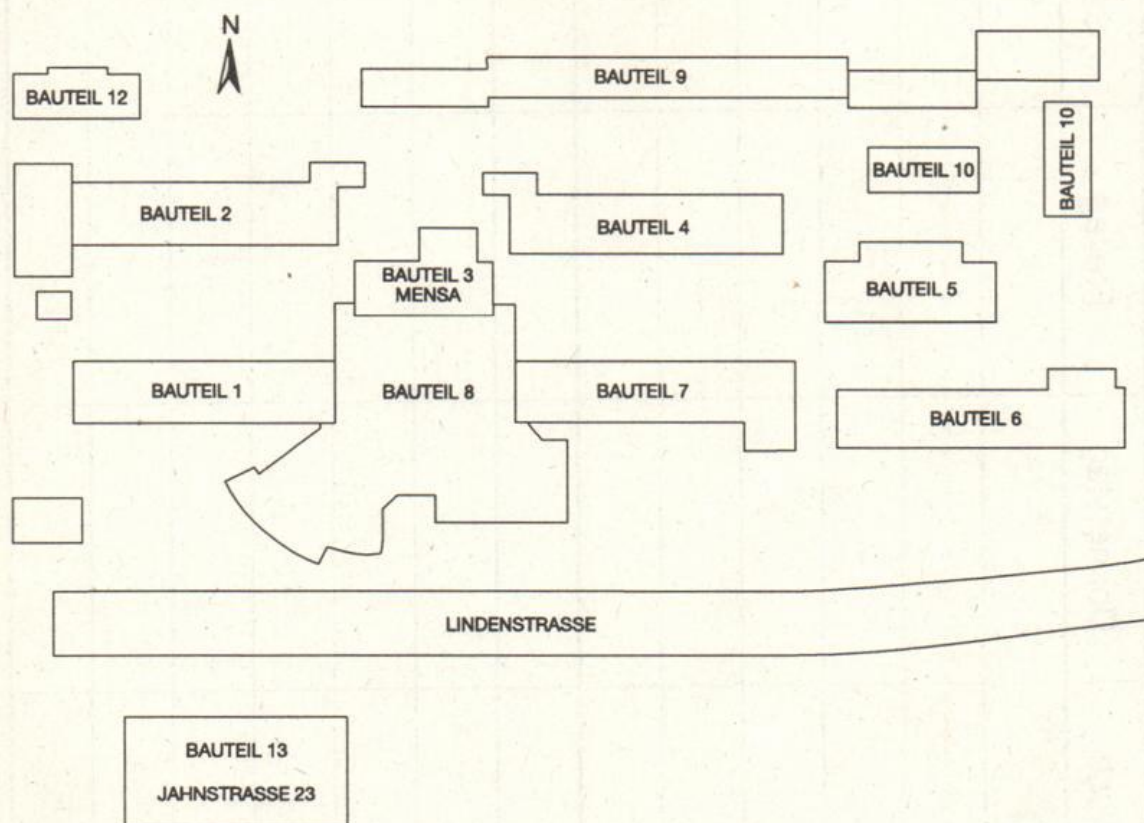 N
BAUTEIL 12
BAUTEIL 9
BAUTEIL 10
BAUTEIL 10
BAUTEIL 2
BAUTEIL 4
BAUTEIL 3
MENSA
BAUTEIL 5
BAUTEIL 1
BAUTEIL 8
BAUTEIL 7
BAUTEIL 6
LINDENSTRASSE
BAUTEIL 13
JAHNSTRASSE 23